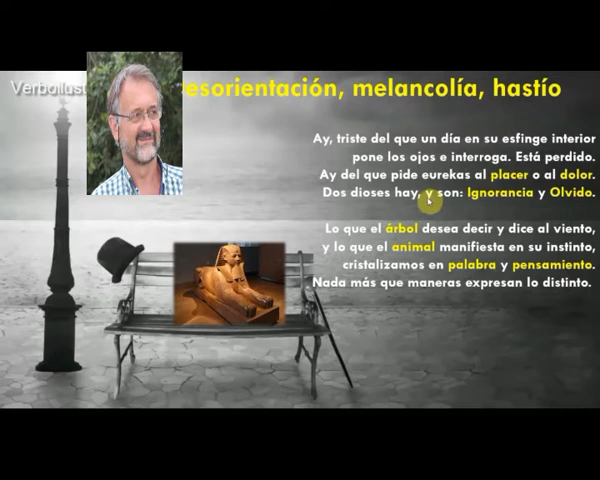 esorientación, melancolía, hastío
Ay, triste del que un día en su esfinge interior
pone los ojos e interroga. Está perdido.
Ay del que pide eurekas al placer o al dolor.
Dos dioses hay, y son: Ignorancia y Olvido.
Lo que el árbol desea decir y dice al viento,
y lo que el animal manifiesta en su instinto,
cristalizamos en palabra y pensamiento.
Nada más que maneras expresan lo distinto.